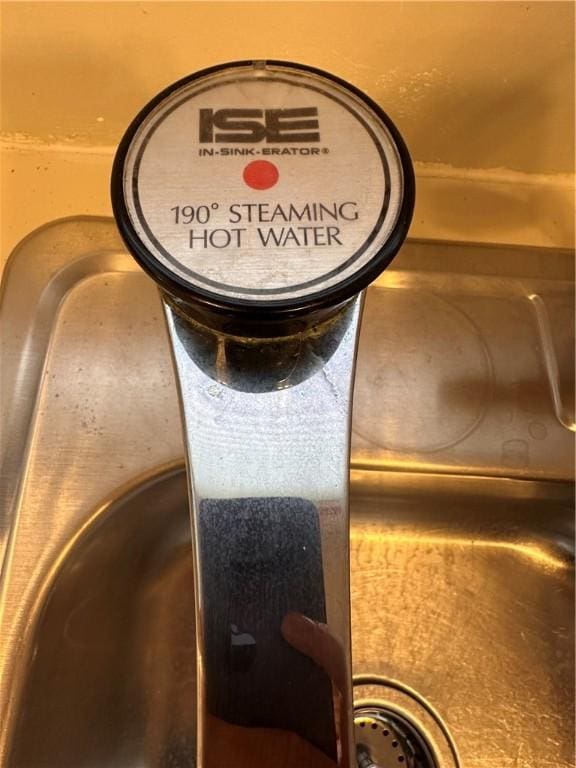 ISE
IN-SINK-ERATOR®
190° STEAMING
HOT WATER